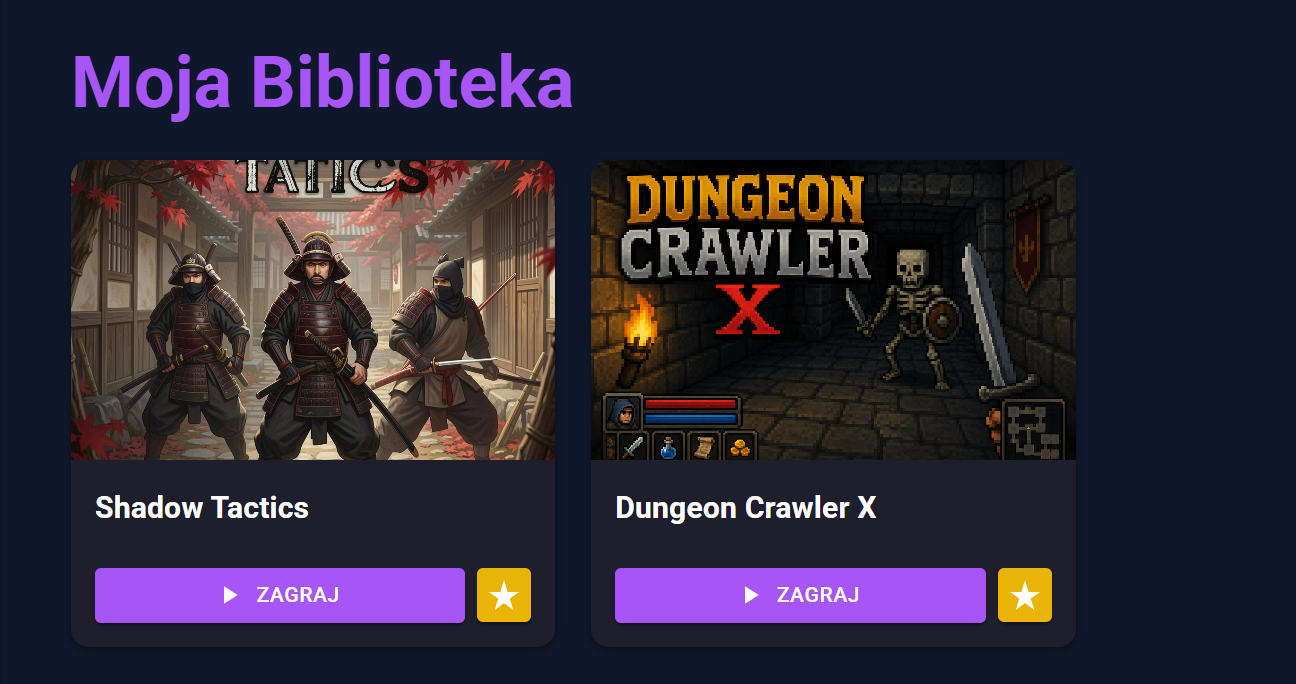 Moja Biblioteka
TATICS
DUNGEON
CRAWLER
X
Shadow Tactics
Dungeon Crawler X
ZAGRAJ
ZAGRAJ